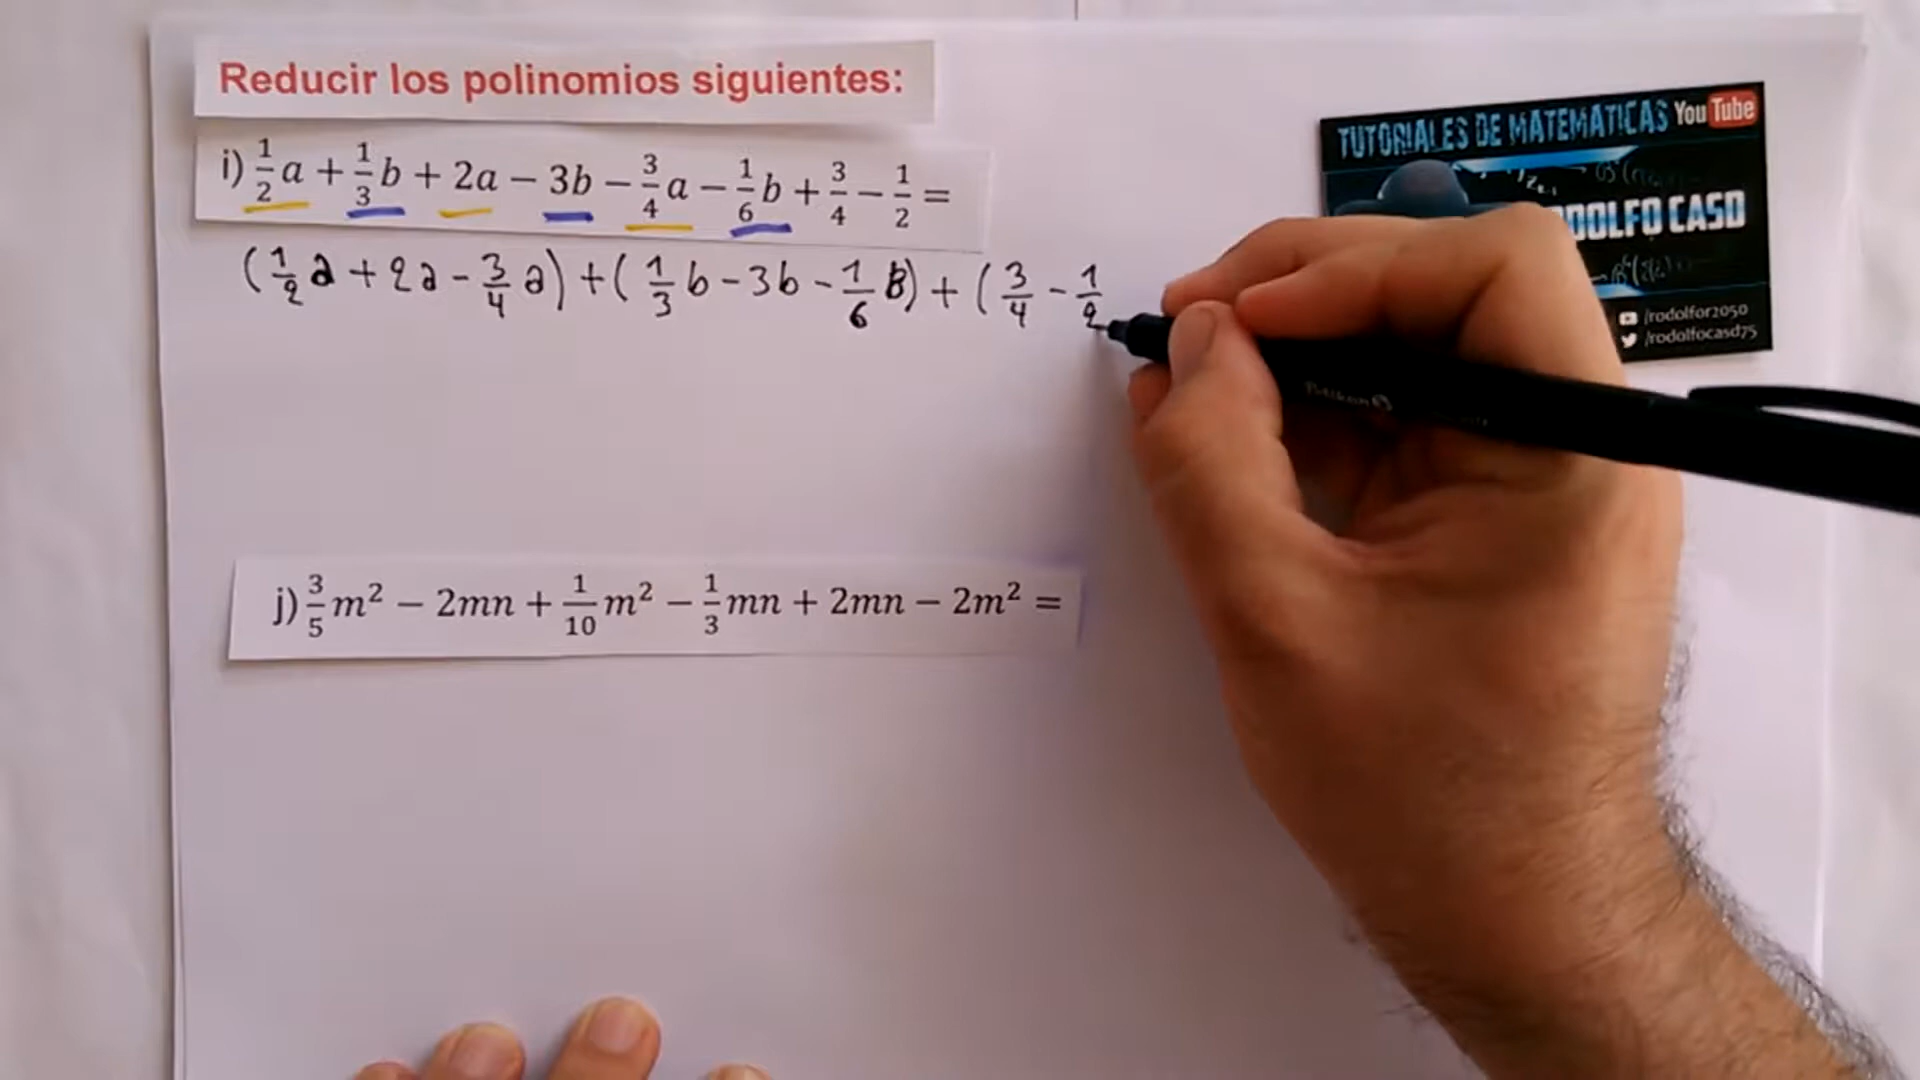 Reducir los polinomios siguientes:
i) 1/2 a + 1/3 b + 2a − 3b − 3/4 a − 1/6 b + 3/4 − 1/2 =
(1/2 a + 2a - 3/4 a) + (1/3 b - 3b - 1/6 b) + (3/4 - 1/2
j) 3/5 m² − 2mn + 1/10 m² − 1/3 mn + 2mn − 2m² =
TUTORIALES DE MATEMATICAS YouTube
ODOLFO CASD
/rodolfor2050
/rodolfocasd75